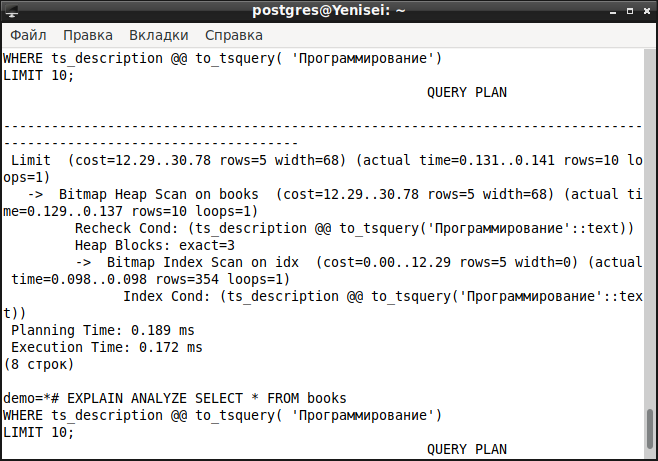 postgres@Yenisei: ~
Файл Правка Вкладки Справка
WHERE ts_description @@ to_tsquery( 'Программирование')
LIMIT 10;
QUERY PLAN
--------------------------------------------------------------------------------
-------------------------------------
Limit  (cost=12.29..30.78 rows=5 width=68) (actual time=0.131..0.141 rows=10 lo
ops=1)
->  Bitmap Heap Scan on books  (cost=12.29..30.78 rows=5 width=68) (actual ti
me=0.129..0.137 rows=10 loops=1)
Recheck Cond: (ts_description @@ to_tsquery('Программирование'::text))
Heap Blocks: exact=3
->  Bitmap Index Scan on idx  (cost=0.00..12.29 rows=5 width=0) (actual
time=0.098..0.098 rows=354 loops=1)
Index Cond: (ts_description @@ to_tsquery('Программирование'::tex
t))
Planning Time: 0.189 ms
Execution Time: 0.172 ms
(8 строк)
demo=*# EXPLAIN ANALYZE SELECT * FROM books
WHERE ts_description @@ to_tsquery( 'Программирование')
LIMIT 10;
QUERY PLAN